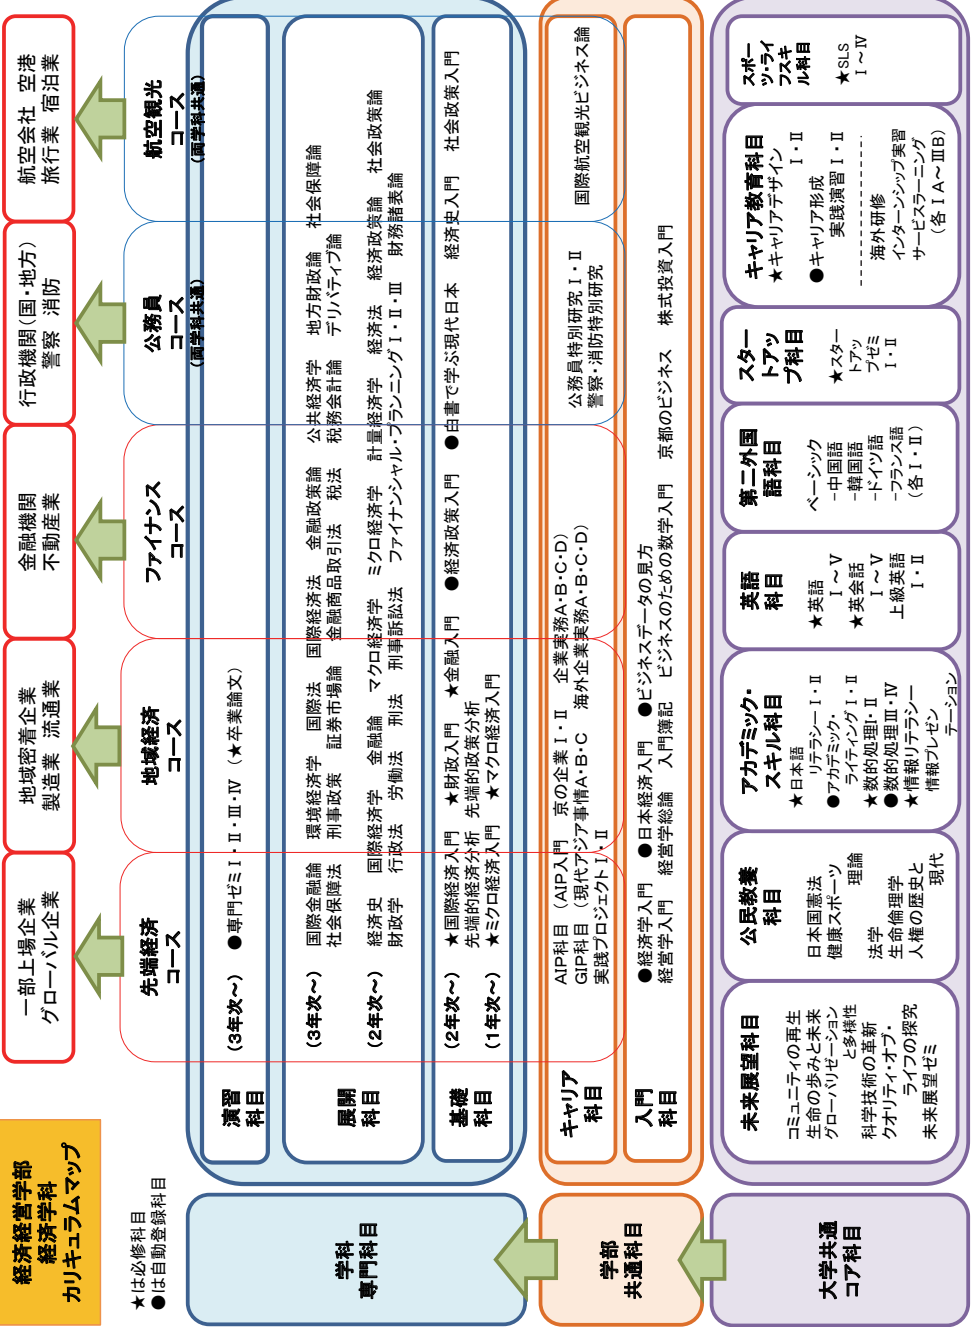 経済経営学部
経済学科
カリキュラムマップ
★は必修科目
●は自動登録科目
一部上場企業
グローバル企業
地域密着企業
製造業 流通業
金融機関
不動産業
行政機関(国・地方)
警察 消防
航空会社 空港
旅行業 宿泊業
先端経済
コース
地域経済
コース
ファイナンス
コース
公務員
コース
(両学科共通)
航空観光
コース
(両学科共通)
学科
専門科目
演習
科目
(3年次～)
●専門ゼミⅠ・Ⅱ・Ⅲ・Ⅳ (★卒業論文)
展開
科目
(3年次～)
国際金融論 環境経済学 国際法 国際経済法 金融政策論 公共経済学 地方財政論 社会保障論
社会保障法 刑事政策 証券市場論 金融商品取引法 税法 税務会計論 デリバティブ論
(2年次～)
経済史 国際経済学 金融論 マクロ経済学 ミクロ経済学 計量経済学 経済法 経済政策論 社会政策論
財政学 行政法 労働法 刑法 刑事訴訟法 ファイナンシャル・プランニングⅠ・Ⅱ・Ⅲ 財務諸表論
基礎
科目
(2年次～)
★国際経済入門 ★財政入門 ★金融入門 ●経済政策入門 ●白書で学ぶ現代日本 経済史入門 社会政策入門
先端的経済分析 先端的政策分析
(1年次～)
★ミクロ経済入門 ★マクロ経済入門
学部
共通科目
キャリア
科目
AIP科目 (AIP入門 京の企業Ⅰ・Ⅱ 企業実務A・B・C・D)
GIP科目 (現代アジア事情A・B・C 海外企業実務A・B・C・D)
実践プロジェクトⅠ・Ⅱ
公務員特別研究Ⅰ・Ⅱ
警察・消防特別研究
国際航空観光ビジネス論
入門
科目
●経済学入門 ●日本経済入門 ●ビジネスデータの見方
経営学入門 経営学総論 入門簿記 ビジネスのための数学入門 京都のビジネス 株式投資入門
大学共通
コア科目
未来展望科目
コミュニティの再生
生命の歩みと未来
グローバリゼーション
と多様性
科学技術の革新
クオリティ・オブ・
ライフの探究
未来展望ゼミ
公民教養
科目
日本国憲法
健康スポーツ
理論
法学
生命倫理学
人権の歴史と
現代
アカデミック・
スキル科目
★日本語
リテラシーⅠ・Ⅱ
●アカデミック・
ライティングⅠ・Ⅱ
★数的処理Ⅰ・Ⅱ
●数的処理Ⅲ・Ⅳ
★情報リテラシー
情報プレゼン
テーション
英語
科目
★英語
Ⅰ～Ⅴ
★英会話
Ⅰ～Ⅴ
上級英語
Ⅰ・Ⅱ
第二外国
語科目
ベーシック
-中国語
-韓国語
-ドイツ語
-フランス語
(各Ⅰ・Ⅱ)
スター
トアッ
プ科目
★スター
トアッ
プゼミ
Ⅰ・Ⅱ
キャリア教育科目
★キャリアデザイン
Ⅰ・Ⅱ
●キャリア形成
実践演習Ⅰ・Ⅱ
海外研修
インターンシップ実習
サービスラーニング
(各ⅠA～ⅢB)
スポー
ツ・ライ
フスキ
ル科目
★SLS
Ⅰ～Ⅳ